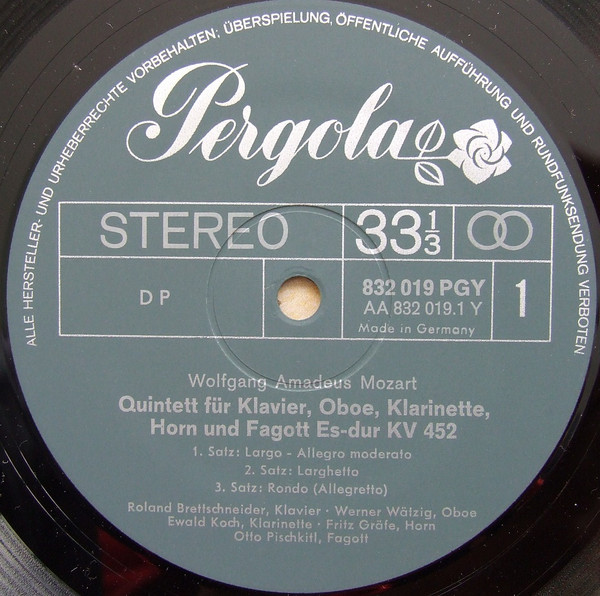 ALLE HERSTELLER- UND URHEBERRECHTE VORBEHALTEN; ÜBERSPIELUNG, ÖFFENTLICHE AUFFÜHRUNG UND RUNDFUNKSENDUNG VERBOTEN
Pergola
STEREO
33 1/3
DP
832 019 PGY
AA 832 019.1 Y
Made in Germany
1
Wolfgang Amadeus Mozart
Quintett für Klavier, Oboe, Klarinette,
Horn und Fagott Es-dur KV 452
1. Satz: Largo - Allegro moderato
2. Satz: Larghetto
3. Satz: Rondo (Allegretto)
Roland Brettschneider, Klavier · Werner Wätzig, Oboe
Ewald Koch, Klarinette · Fritz Gräfe, Horn
Otto Pischkitl, Fagott